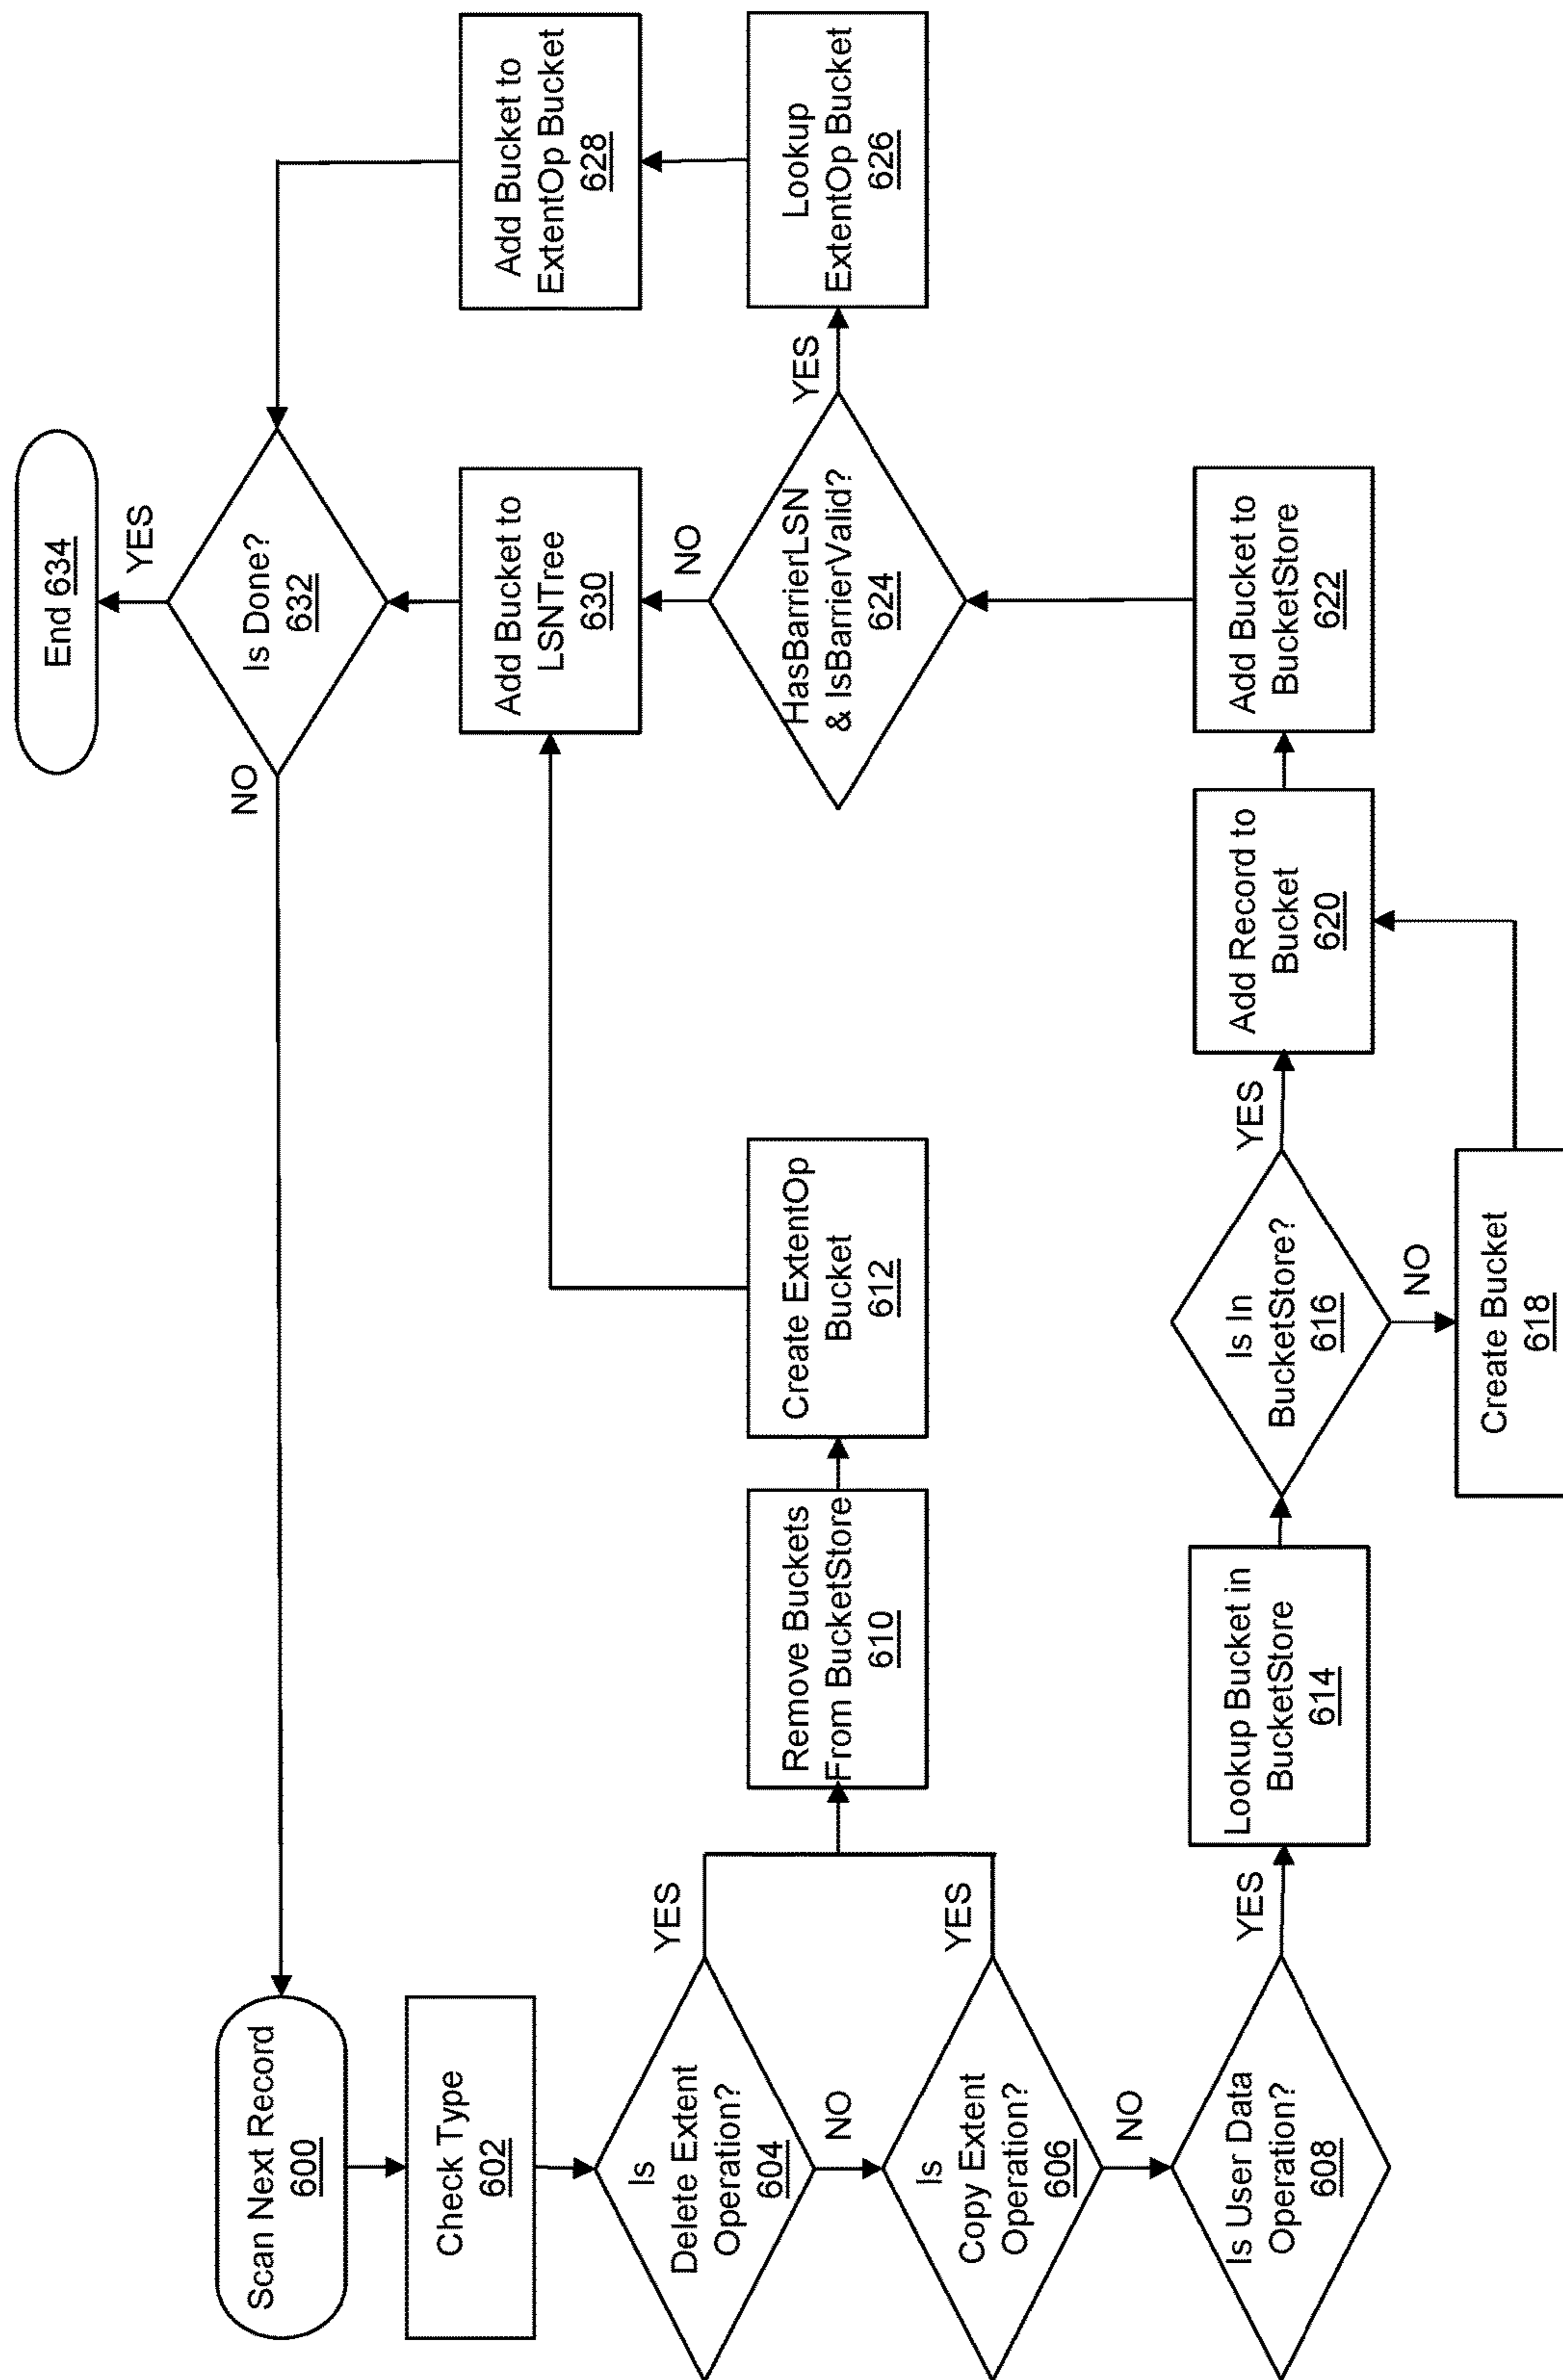 Scan Next Record
600
Check Type
602
Is
Delete Extent
Operation?
604
YES
NO
Is
Copy Extent
Operation?
606
YES
NO
Is User Data
Operation?
608
YES
Remove Buckets
From BucketStore
610
Create ExtentOp
Bucket
612
Lookup Bucket in
BucketStore
614
Is In
BucketStore?
616
YES
NO
Create Bucket
618
Add Record to
Bucket
620
Add Bucket to
BucketStore
622
HasBarrierLSN
& IsBarrierValid?
624
YES
NO
Lookup
ExtentOp Bucket
626
Add Bucket to
ExtentOp Bucket
628
Add Bucket to
LSNTree
630
Is Done?
632
NO
YES
End 634